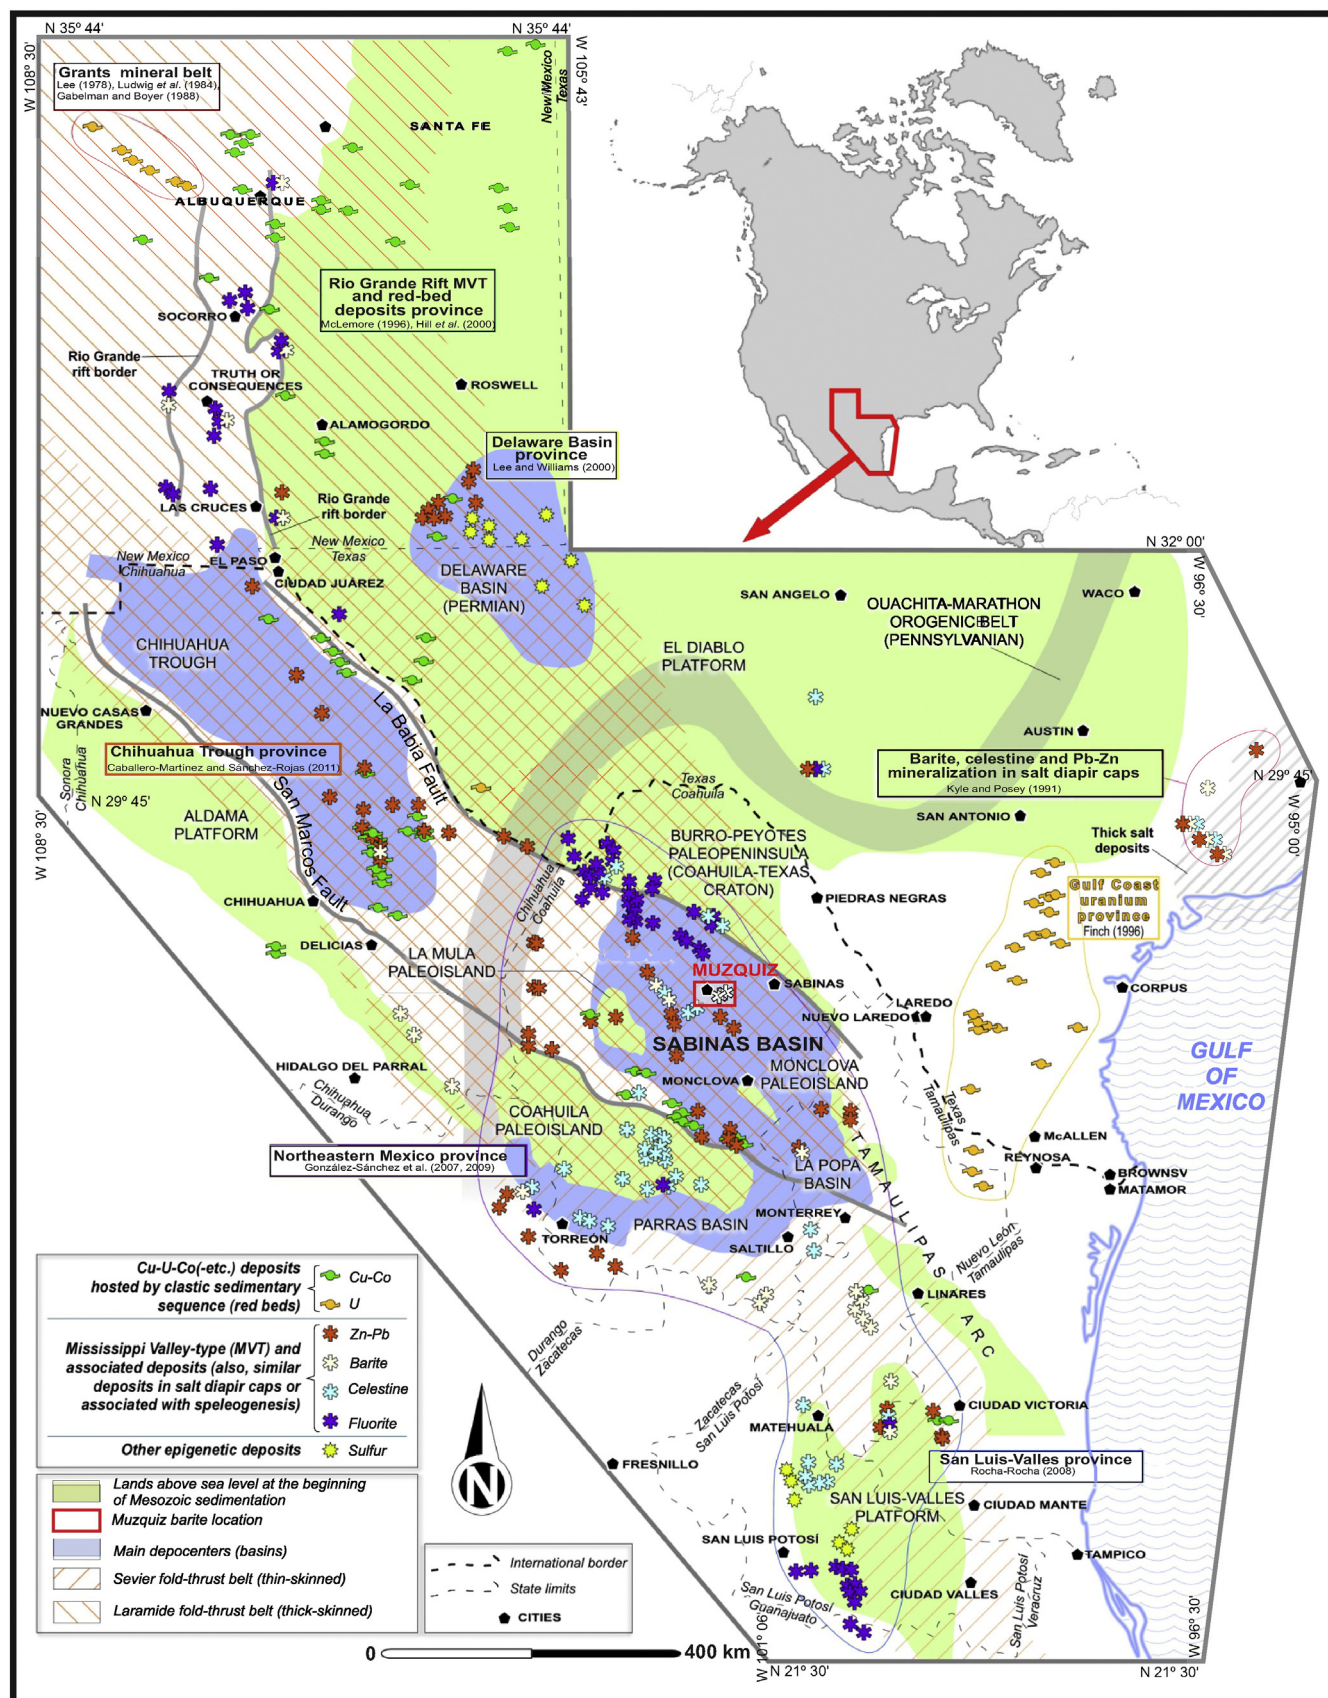 N 35º 44'
N 35º 44'
W 108º 30'
W 105º 43'
New Mexico
Texas
Grants mineral belt
Lee (1978), Ludwig et al. (1984),
Gabelman and Boyer (1988)
SANTA FE
ALBUQUERQUE
Rio Grande Rift MVT
and red-bed
deposits province
McLemore (1996), Hill et al. (2000)
SOCORRO
Rio Grande
rift border
TRUTH OR
CONSEQUENCES
ROSWELL
ALAMOGORDO
Delaware Basin
province
Lee and Williams (2000)
LAS CRUCES
Rio Grande
rift border
New Mexico
Texas
New Mexico
Chihuahua
EL PASO
CIUDAD JUÁREZ
DELAWARE
BASIN
(PERMIAN)
N 32º 00'
W 96º 30'
SAN ANGELO
WACO
OUACHITA-MARATHON
OROGENIC BELT
(PENNSYLVANIAN)
CHIHUAHUA
TROUGH
EL DIABLO
PLATFORM
La Babia Fault
NUEVO CASAS
GRANDES
AUSTIN
Chihuahua Trough province
Caballero-Martínez and Sánchez-Rojas (2011)
Sonora
Chihuahua
San Marcos Fault
Barite, celestine and Pb-Zn
mineralization in salt diapir caps
Kyle and Posey (1991)
N 29º 45'
N 29º 45'
W 108º 30'
W 95º 00'
Texas
Coahuila
ALDAMA
PLATFORM
SAN ANTONIO
Thick salt
deposits
BURRO-PEYOTES
PALEOPENINSULA
(COAHUILA-TEXAS
CRATON)
Chihuahua
Coahuila
CHIHUAHUA
PIEDRAS NEGRAS
Gulf Coast
uranium
province
Finch (1996)
DELICIAS
LA MULA
PALEOISLAND
MUZQUIZ
SABINAS
CORPUS
LAREDO
NUEVO LAREDO
SABINAS BASIN
GULF
OF
MEXICO
HIDALGO DEL PARRAL
MONCLOVA
MONCLOVA
PALEOISLAND
Chihuahua
Durango
COAHUILA
PALEOISLAND
Texas
Tamaulipas
McALLEN
REYNOSA
BROWNSV
MATAMOR
Northeastern Mexico province
González-Sánchez et al. (2007, 2009)
LA POPA
BASIN
TAMAULIPAS ARC
MONTERREY
PARRAS BASIN
TORREÓN
SALTILLO
Nuevo León
Tamaulipas
LINARES
Durango
Zacatecas
Zacatecas
San Luis Potosí
MATEHUALA
CIUDAD VICTORIA
San Luis-Valles province
Rocha-Rocha (2008)
FRESNILLO
SAN LUIS-VALLES
PLATFORM
CIUDAD MANTE
SAN LUIS POTOSÍ
TAMPICO
CIUDAD VALLES
San Luis Potosí
Guanajuato
San Luis Potosí
Veracruz
W 101º 06'
W 96º 30'
N 21º 30'
N 21º 30'
Cu-U-Co(-etc.) deposits
hosted by clastic sedimentary
sequence (red beds)
Cu-Co
U
Mississippi Valley-type (MVT) and
associated deposits (also, similar
deposits in salt diapir caps or
associated with speleogenesis)
Zn-Pb
Barite
Celestine
Fluorite
Other epigenetic deposits
Sulfur
Lands above sea level at the beginning
of Mesozoic sedimentation
Muzquiz barite location
Main depocenters (basins)
Sevier fold-thrust belt (thin-skinned)
Laramide fold-thrust belt (thick-skinned)
N
International border
State limits
CITIES
0
400 km